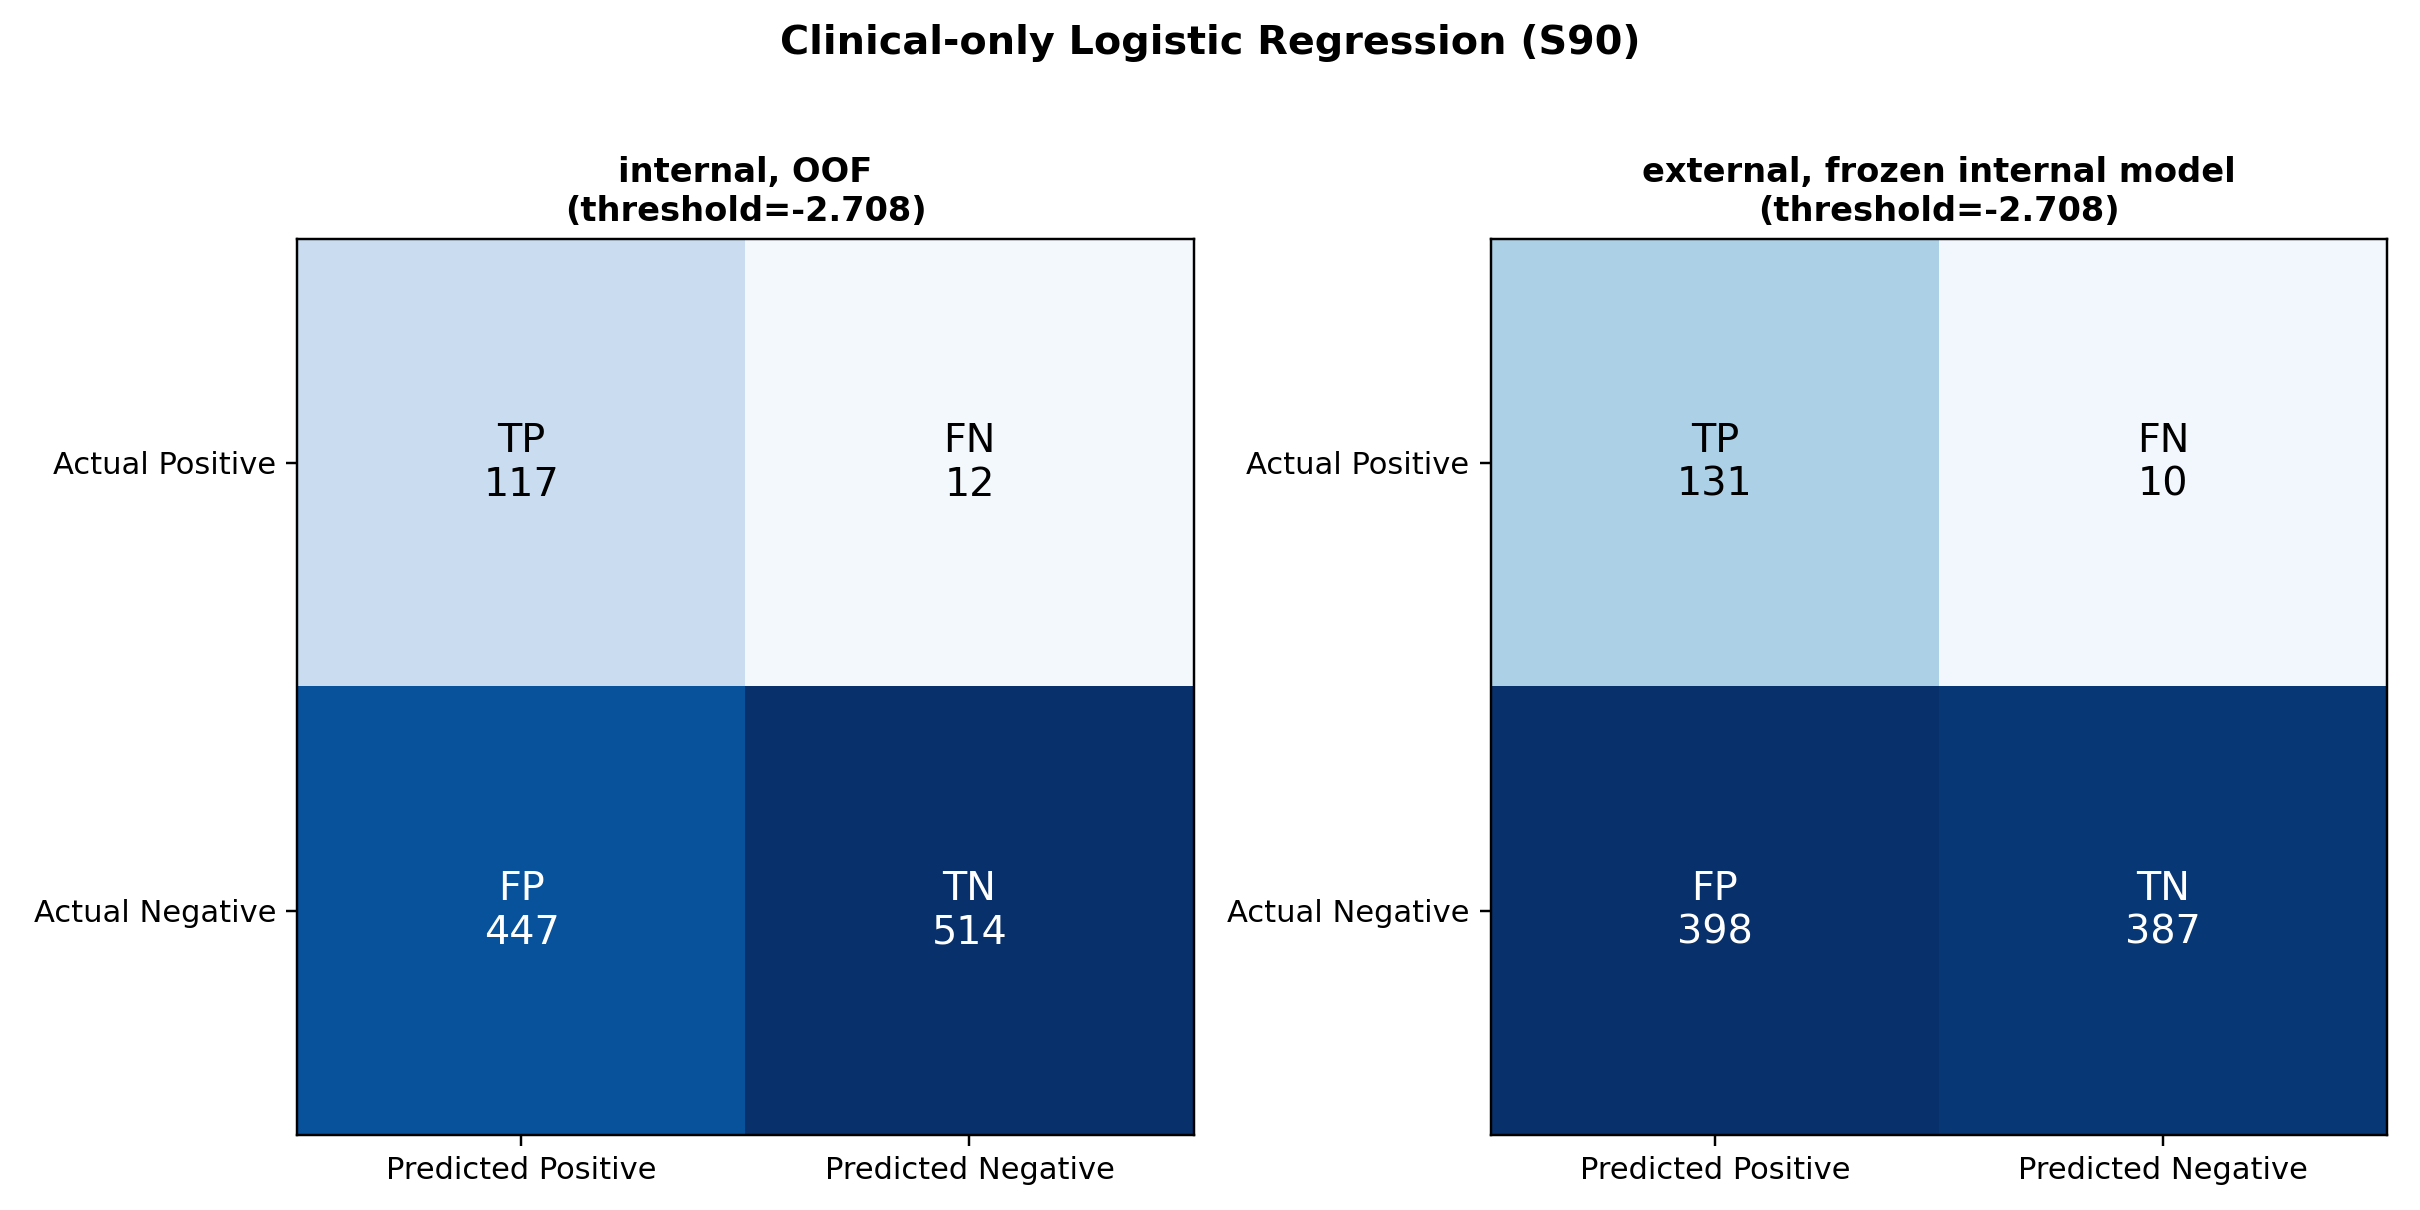 Clinical-only Logistic Regression (S90)
internal, OOF
(threshold=-2.708)
Actual Positive
TP
117
FN
12
Actual Negative
FP
447
TN
514
Predicted Positive
Predicted Negative
external, frozen internal model
(threshold=-2.708)
Actual Positive
TP
131
FN
10
Actual Negative
FP
398
TN
387
Predicted Positive
Predicted Negative